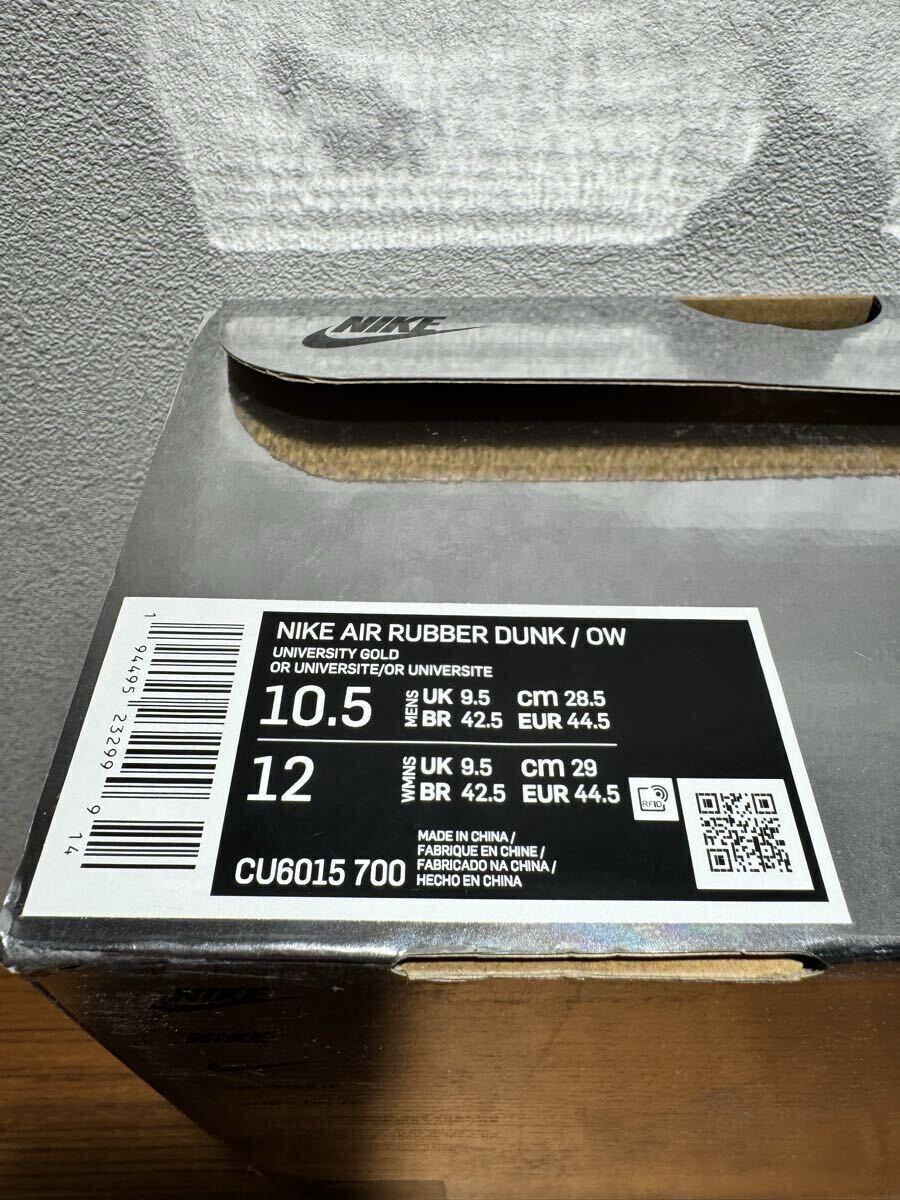 NIKE
NIKE AIR RUBBER DUNK / OW
UNIVERSITY GOLD
OR UNIVERSITE/OR UNIVERSITE
10.5 MENS UK 9.5 cm 28.5
BR 42.5 EUR 44.5
12 WMNS UK 9.5 cm 29
BR 42.5 EUR 44.5
RFID
CU6015 700
MADE IN CHINA /
FABRIQUE EN CHINE /
FABRICADO NA CHINA /
HECHO EN CHINA
1 94495 23299 9 14
NIKE
NIKE